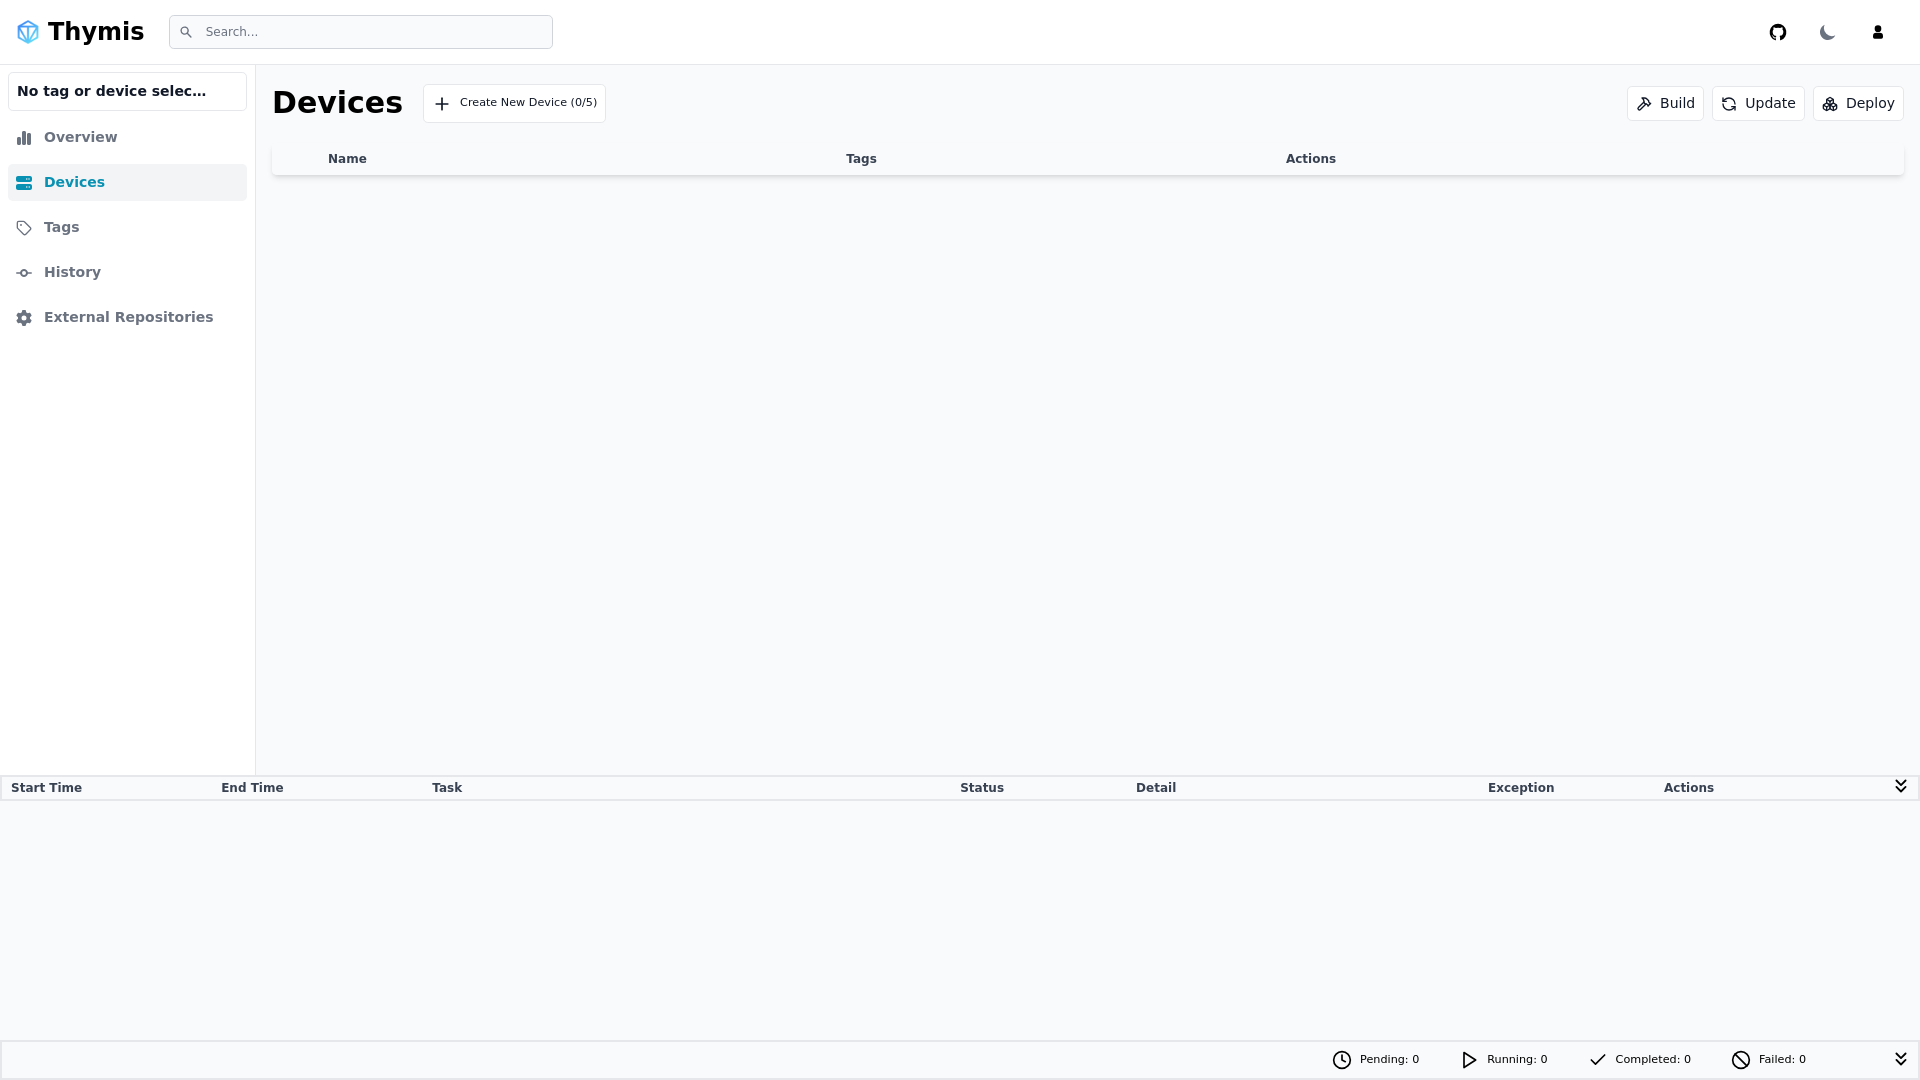 Thymis
Search...
No tag or device selec...
Overview
Devices
Tags
History
External Repositories
Devices
Create New Device (0/5)
Build
Update
Deploy
Name Tags Actions
Start Time End Time Task Status Detail Exception Actions
Pending: 0 Running: 0 Completed: 0 Failed: 0